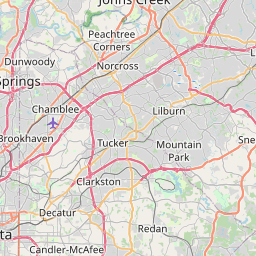 Johns Creek
Peachtree
Corners
Dunwoody
Norcross
Springs
Chamblee
Lilburn
Brookhaven
Tucker
Mountain
Park
Sne
Clarkston
Decatur
Redan
ta
Candler-McAfee